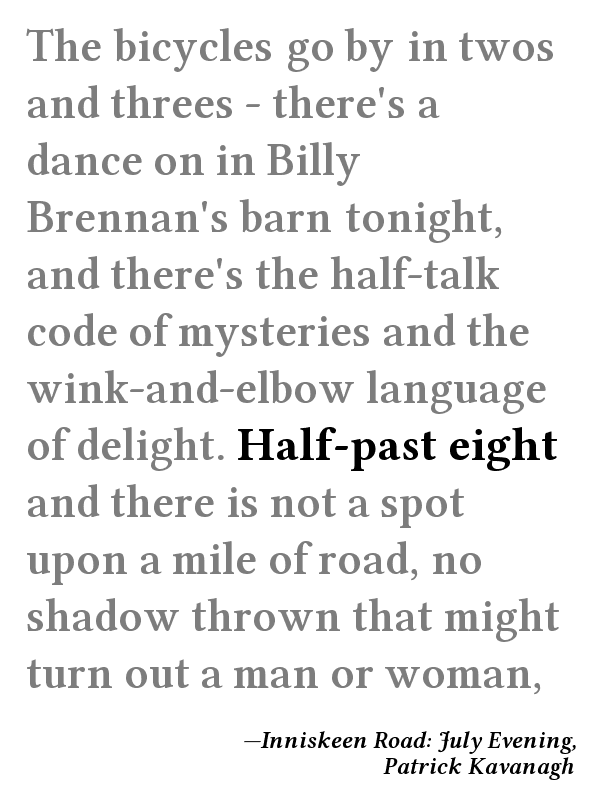 The bicycles go by in twos
and threes - there's a
dance on in Billy
Brennan's barn tonight,
and there's the half-talk
code of mysteries and the
wink-and-elbow language
of delight. Half-past eight
and there is not a spot
upon a mile of road, no
shadow thrown that might
turn out a man or woman,
—Inniskeen Road: July Evening,
Patrick Kavanagh